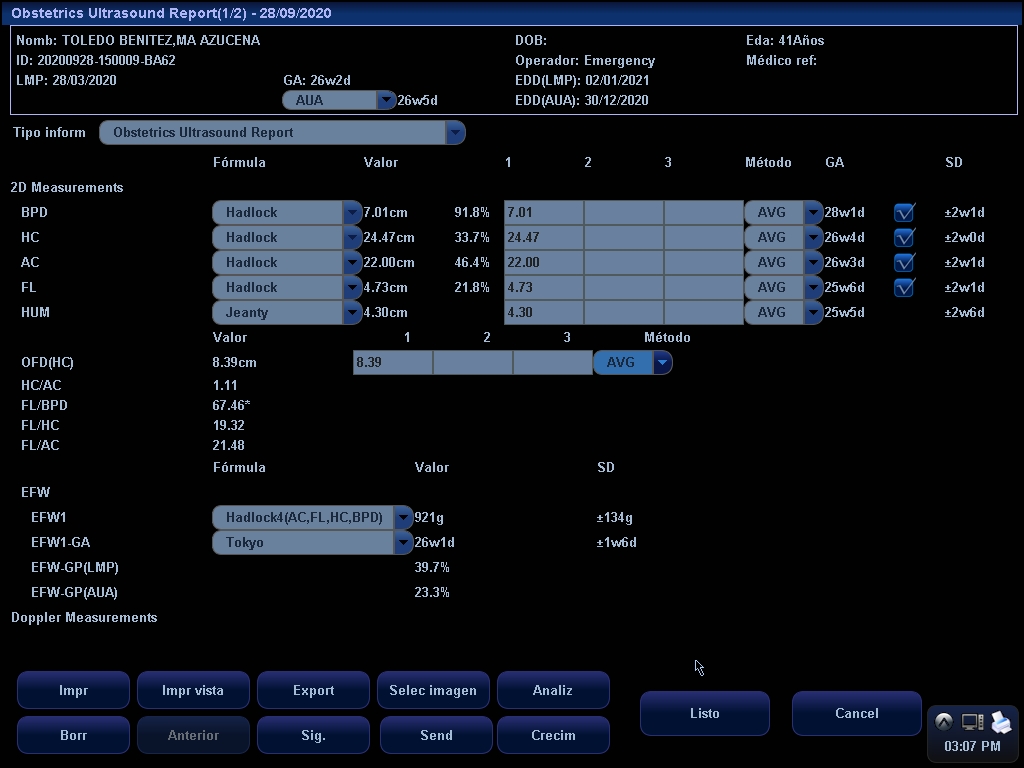 Obstetrics Ultrasound Report(1/2) - 28/09/2020
Nomb: TOLEDO BENITEZ,MA AZUCENA DOB: Eda: 41Años
ID: 20200928-150009-BA62 Operador: Emergency Médico ref:
LMP: 28/03/2020 GA: 26w2d EDD(LMP): 02/01/2021
AUA 26w5d EDD(AUA): 30/12/2020
Tipo inform Obstetrics Ultrasound Report
Fórmula Valor 1 2 3 Método GA SD
2D Measurements
BPD Hadlock 7.01cm 91.8% 7.01 AVG 28w1d ±2w1d
HC Hadlock 24.47cm 33.7% 24.47 AVG 26w4d ±2w0d
AC Hadlock 22.00cm 46.4% 22.00 AVG 26w3d ±2w1d
FL Hadlock 4.73cm 21.8% 4.73 AVG 25w6d ±2w1d
HUM Jeanty 4.30cm 4.30 AVG 25w5d ±2w6d
Valor 1 2 3 Método
OFD(HC) 8.39cm 8.39 AVG
HC/AC 1.11
FL/BPD 67.46*
FL/HC 19.32
FL/AC 21.48
Fórmula Valor SD
EFW
EFW1 Hadlock4(AC,FL,HC,BPD) 921g ±134g
EFW1-GA Tokyo 26w1d ±1w6d
EFW-GP(LMP) 39.7%
EFW-GP(AUA) 23.3%
Doppler Measurements
Impr Impr vista Export Selec imagen Analiz
Listo Cancel
Borr Anterior Sig. Send Crecim
03:07 PM